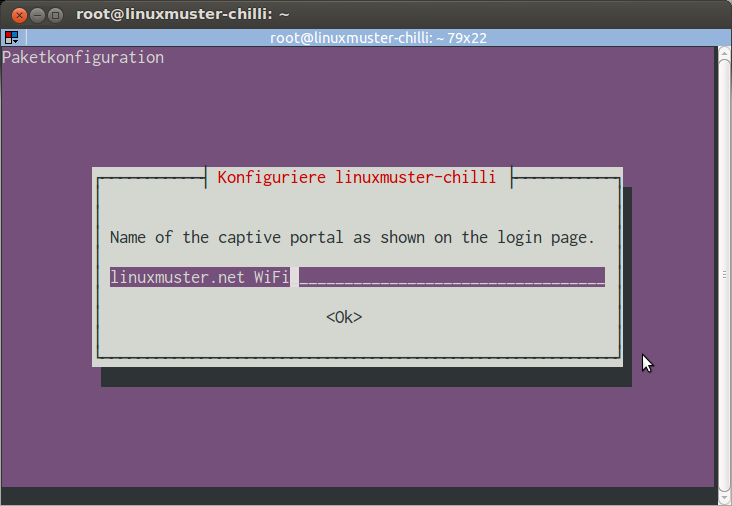 root@linuxmuster-chilli: ~
root@linuxmuster-chilli: ~ 79x22
Paketkonfiguration
Konfiguriere linuxmuster-chilli
Name of the captive portal as shown on the login page.
linuxmuster.net WiFi__________________________________
<Ok>